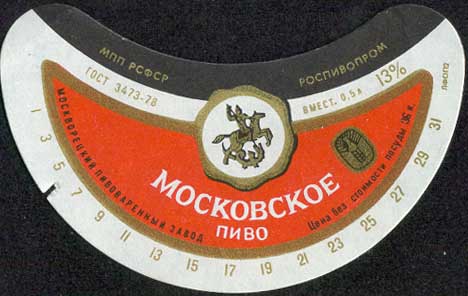 МПП РСФСР
РОСПИВОПРОМ
ГОСТ 3473-78
ВМЕСТ. 0,5 л
13%
МОСКВОРЕЦКИЙ ПИВОВАРЕННЫЙ ЗАВОД
МОСКОВСКОЕ
ПИВО
Цена без стоимости посуды 36 к.
1 3 5 7 9 11 13 15 17 19 21 23 25 27 29 31